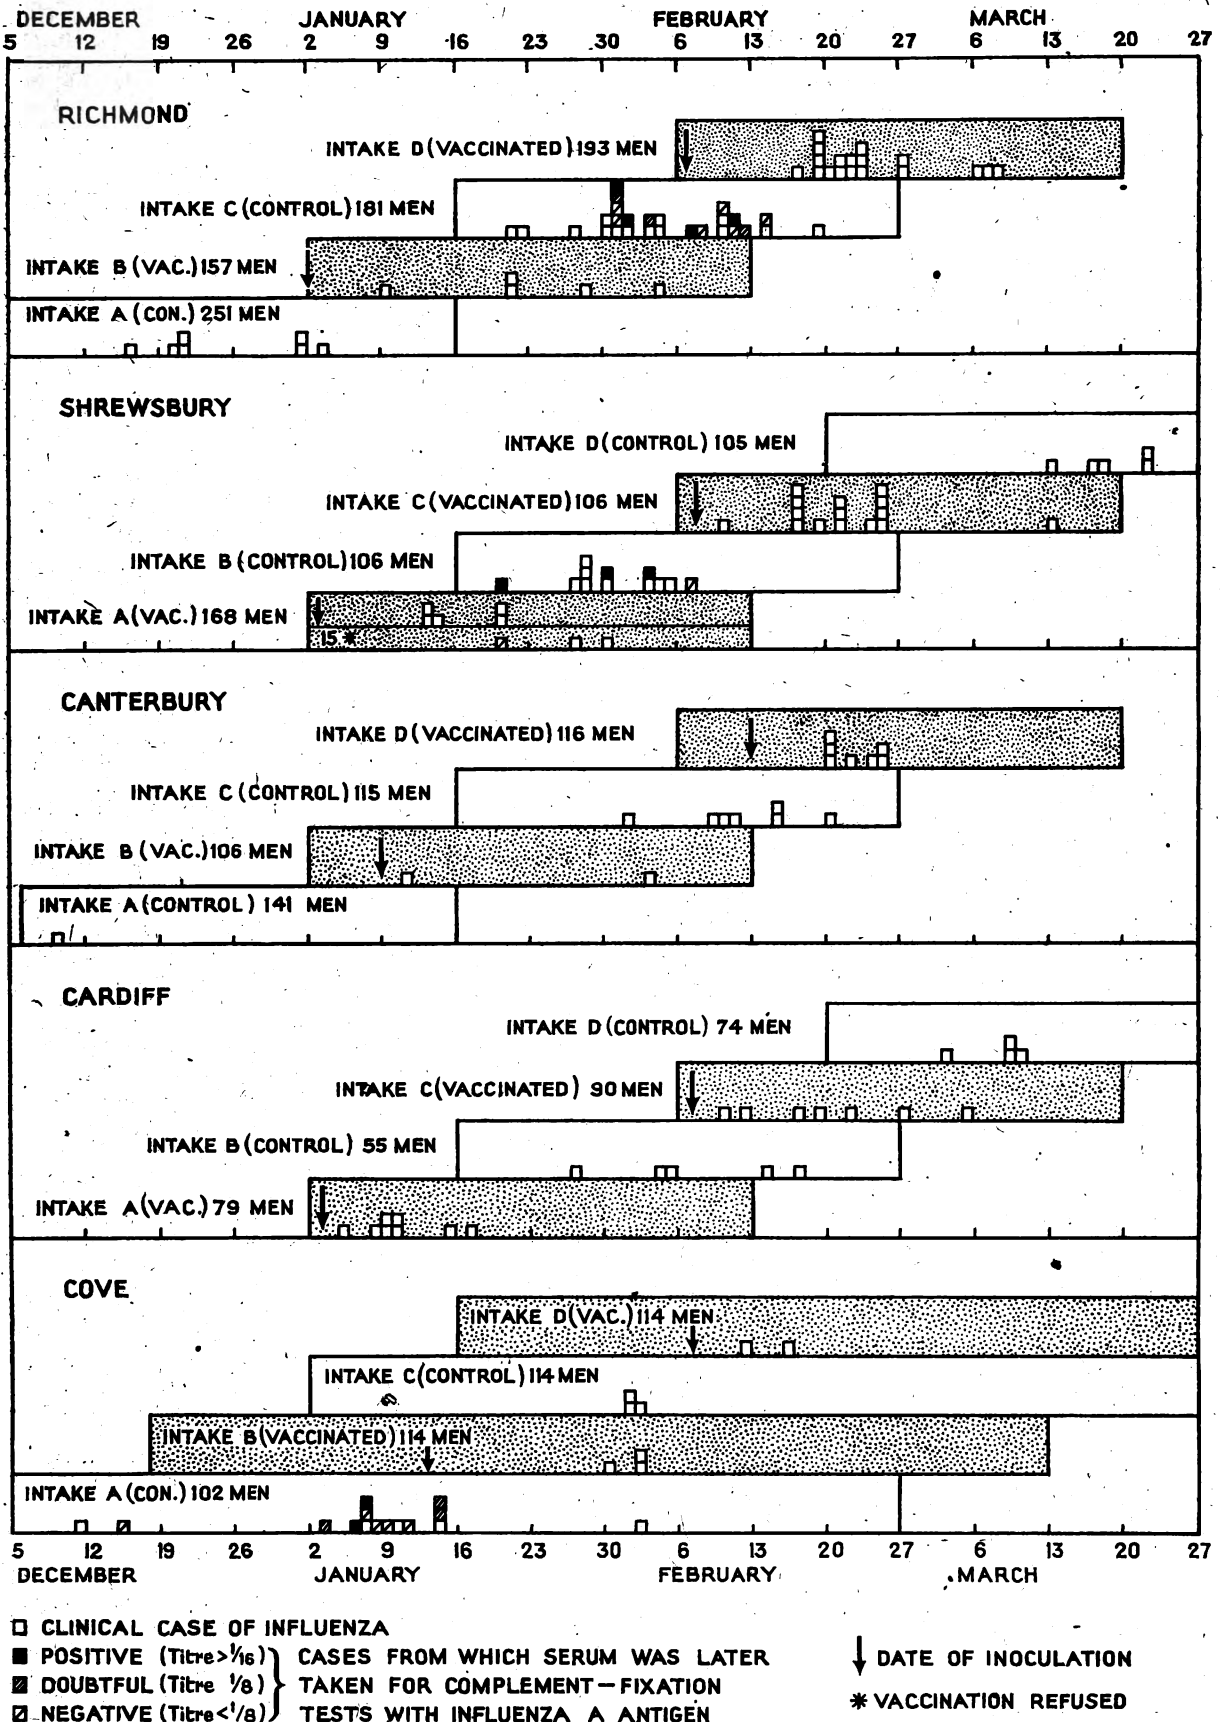 DECEMBER JANUARY FEBRUARY MARCH
5 12 19 26 2 9 16 23 30 6 13 20 27 6 13 20 27
RICHMOND
INTAKE D (VACCINATED) 193 MEN
INTAKE C (CONTROL) 181 MEN
INTAKE B (VAC.) 157 MEN
INTAKE A (CON.) 251 MEN
SHREWSBURY
INTAKE D (CONTROL) 105 MEN
INTAKE C (VACCINATED) 106 MEN
INTAKE B (CONTROL) 106 MEN
INTAKE A (VAC.) 168 MEN
15 *
CANTERBURY
INTAKE D (VACCINATED) 116 MEN
INTAKE C (CONTROL) 115 MEN
INTAKE B (VAC.) 106 MEN
INTAKE A (CONTROL) 141 MEN
CARDIFF
INTAKE D (CONTROL) 74 MEN
INTAKE C (VACCINATED) 90 MEN
INTAKE B (CONTROL) 55 MEN
INTAKE A (VAC.) 79 MEN
COVE
INTAKE D (VAC.) 114 MEN
INTAKE C (CONTROL) 114 MEN
INTAKE B (VACCINATED) 114 MEN
INTAKE A (CON.) 102 MEN
5 12 19 26 2 9 16 23 30 6 13 20 27 6 13 20 27
DECEMBER JANUARY FEBRUARY MARCH
CLINICAL CASE OF INFLUENZA
POSITIVE (Titre > 1/16) CASES FROM WHICH SERUM WAS LATER
DOUBTFUL (Titre 1/8) TAKEN FOR COMPLEMENT-FIXATION
NEGATIVE (Titre < 1/8) TESTS WITH INFLUENZA A ANTIGEN
DATE OF INOCULATION
* VACCINATION REFUSED